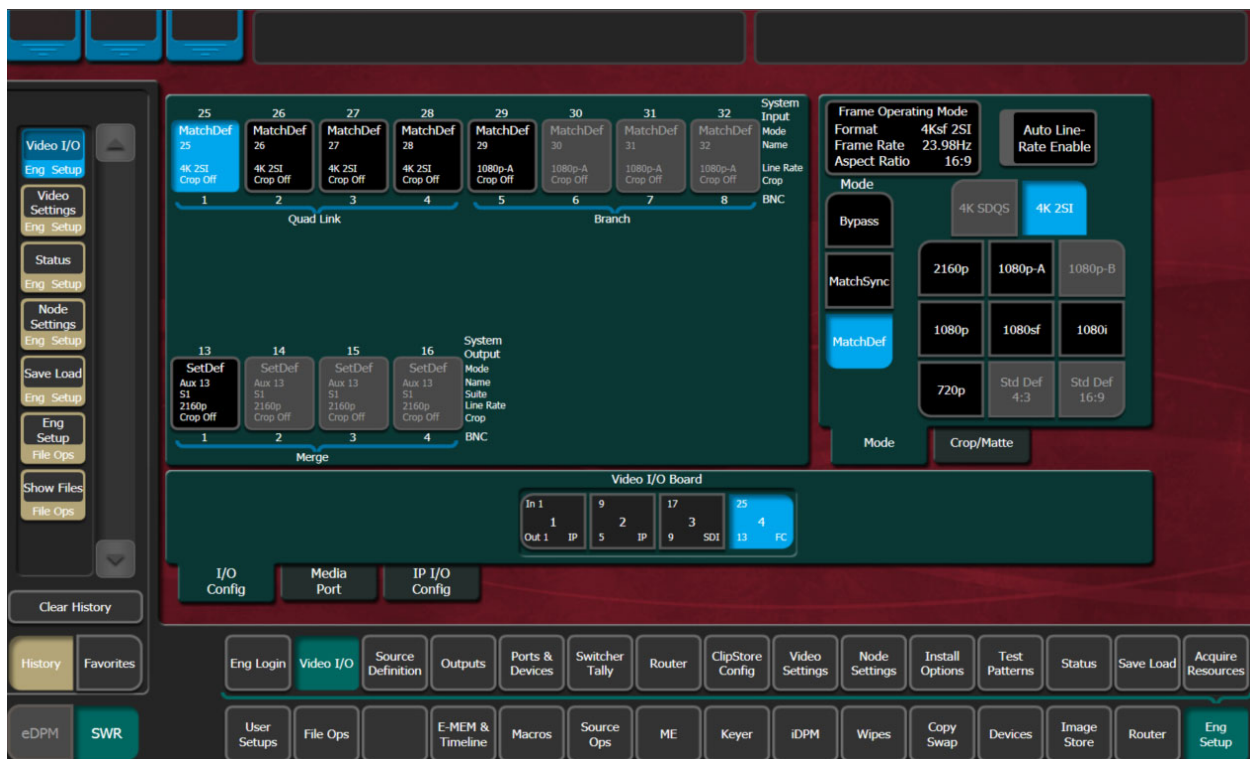 Video I/O
Eng Setup
Video
Settings
Eng Setup
Status
Eng Setup
Node
Settings
Eng Setup
Save Load
Eng Setup
Eng
Setup
File Ops
Show Files
File Ops
Clear History
History
Favorites
eDPM
SWR
25 26 27 28 29 30 31 32 System
Input
MatchDef MatchDef MatchDef MatchDef MatchDef MatchDef MatchDef MatchDef Mode
25 26 27 28 29 30 31 32 Name
4K 2SI 4K 2SI 4K 2SI 4K 2SI 1080p-A 1080p-A 1080p-A 1080p-A Line Rate
Crop Off Crop Off Crop Off Crop Off Crop Off Crop Off Crop Off Crop Off Crop
1 2 3 4 5 6 7 8 BNC
Quad Link Branch
13 14 15 16 System
Output
SetDef SetDef SetDef SetDef Mode
Aux 13 Aux 13 Aux 13 Aux 13 Name
S1 S1 S1 S1 Suite
2160p 2160p 2160p 2160p Line Rate
Crop Off Crop Off Crop Off Crop Off Crop
1 2 3 4 BNC
Merge
Frame Operating Mode
Format 4Ksf 2SI
Frame Rate 23.98Hz
Aspect Ratio 16:9
Auto Line-
Rate Enable
Mode
Bypass
MatchSync
MatchDef
4K SDQS 4K 2SI
2160p 1080p-A 1080p-B
1080p 1080sf 1080i
720p Std Def
4:3 Std Def
16:9
Mode Crop/Matte
Video I/O Board
In 1 9 17 25
1 2 3 4
Out 1 IP 5 IP 9 SDI 13 FC
I/O
Config
Media
Port
IP I/O
Config
Eng Login
Video I/O
Source
Definition
Outputs
Ports &
Devices
Switcher
Tally
Router
ClipStore
Config
Video
Settings
Node
Settings
Install
Options
Test
Patterns
Status
Save Load
Acquire
Resources
User
Setups
File Ops
E-MEM &
Timeline
Macros
Source
Ops
ME
Keyer
iDPM
Wipes
Copy
Swap
Devices
Image
Store
Router
Eng
Setup